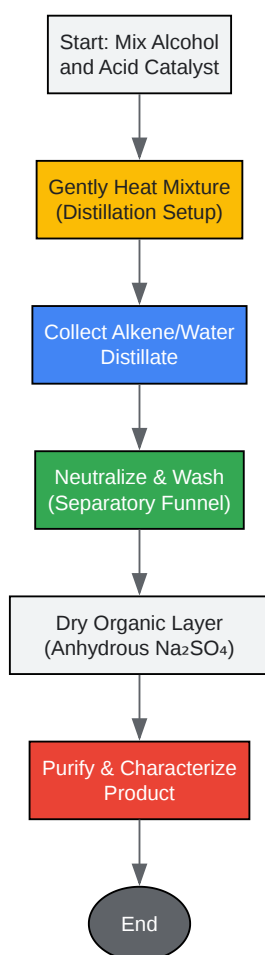 Start: Mix Alcohol
and Acid Catalyst
Gently Heat Mixture
(Distillation Setup)
Collect Alkene/Water
Distillate
Neutralize & Wash
(Separatory Funnel)
Dry Organic Layer
(Anhydrous Na₂SO₄)
Purify & Characterize
Product
End